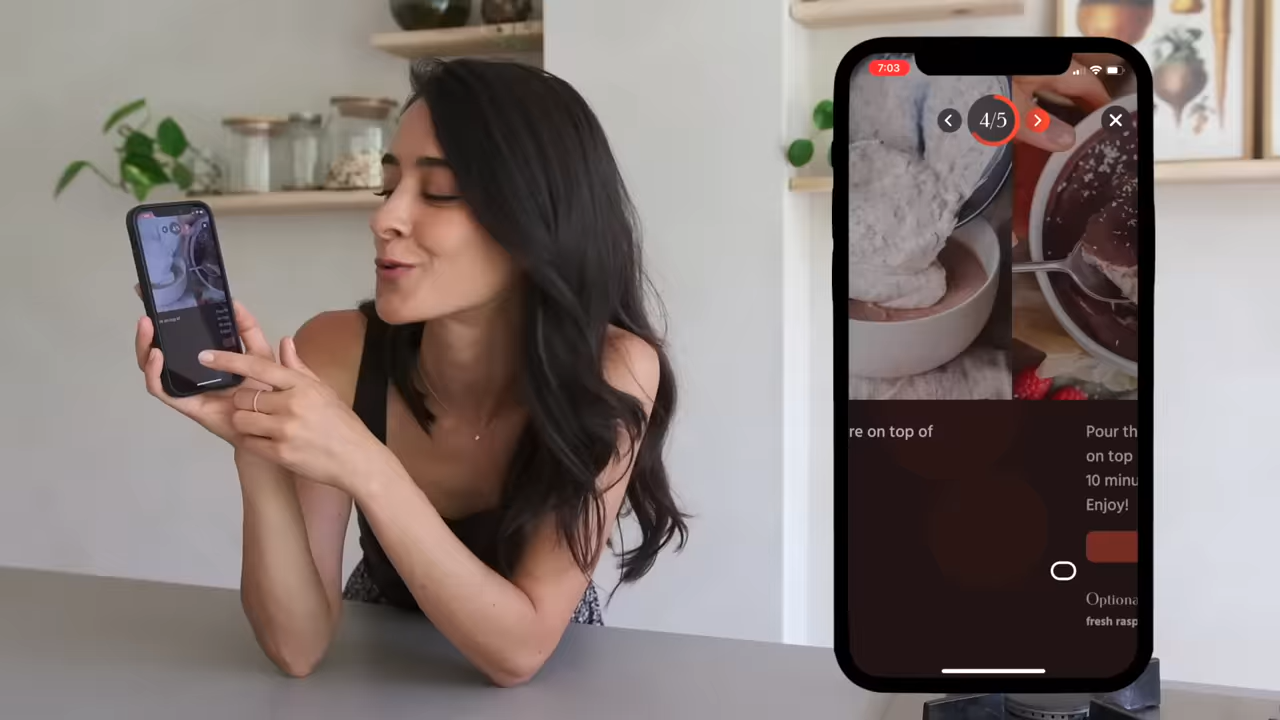 7:03
4/5
re on top of
Pour th
on top
10 minu
Enjoy!
Optiona
fresh rasp